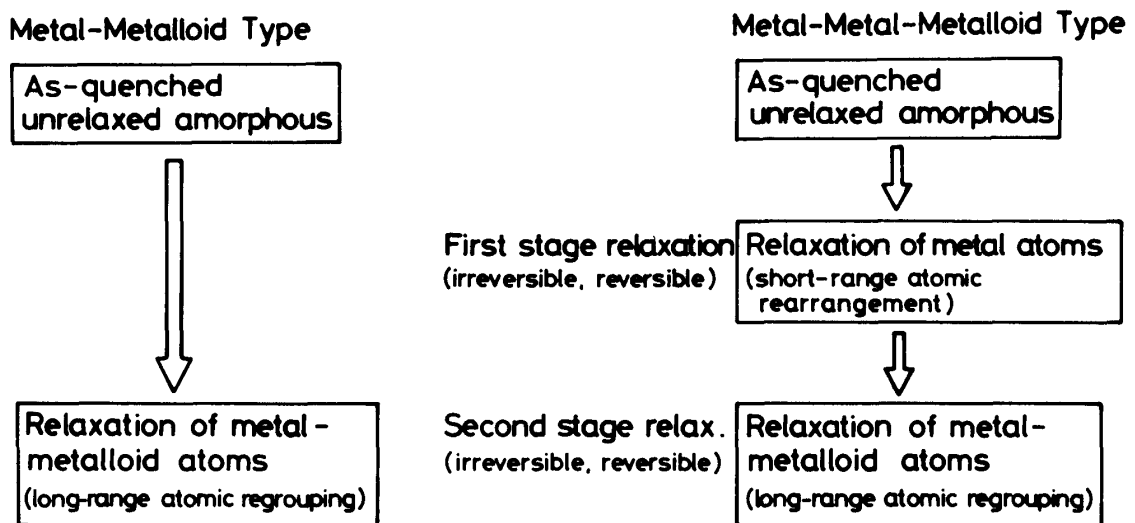 Metal-Metalloid Type
As-quenched
unrelaxed amorphous
Relaxation of metal-
metalloid atoms
(long-range atomic regrouping)
Metal-Metal-Metalloid Type
As-quenched
unrelaxed amorphous
First stage relaxation
(irreversible, reversible)
Relaxation of metal atoms
(short-range atomic
rearrangement)
Second stage relax.
(irreversible, reversible)
Relaxation of metal-
metalloid atoms
(long-range atomic regrouping)